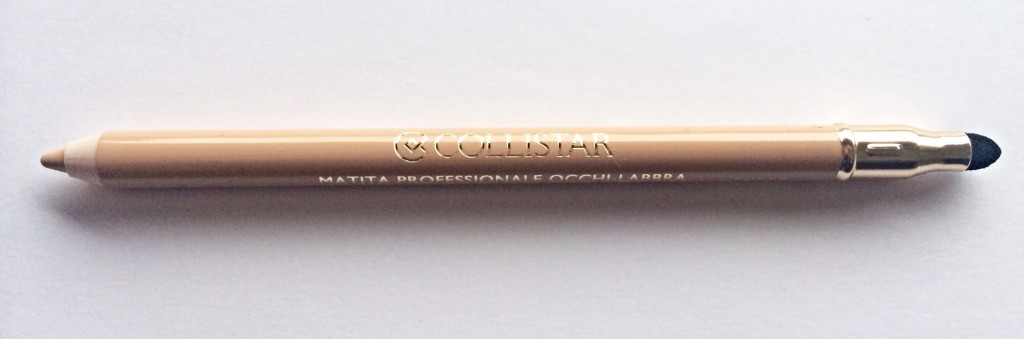 COLLISTAR
MATITA PROFESSIONALE OCCHI LABBRA